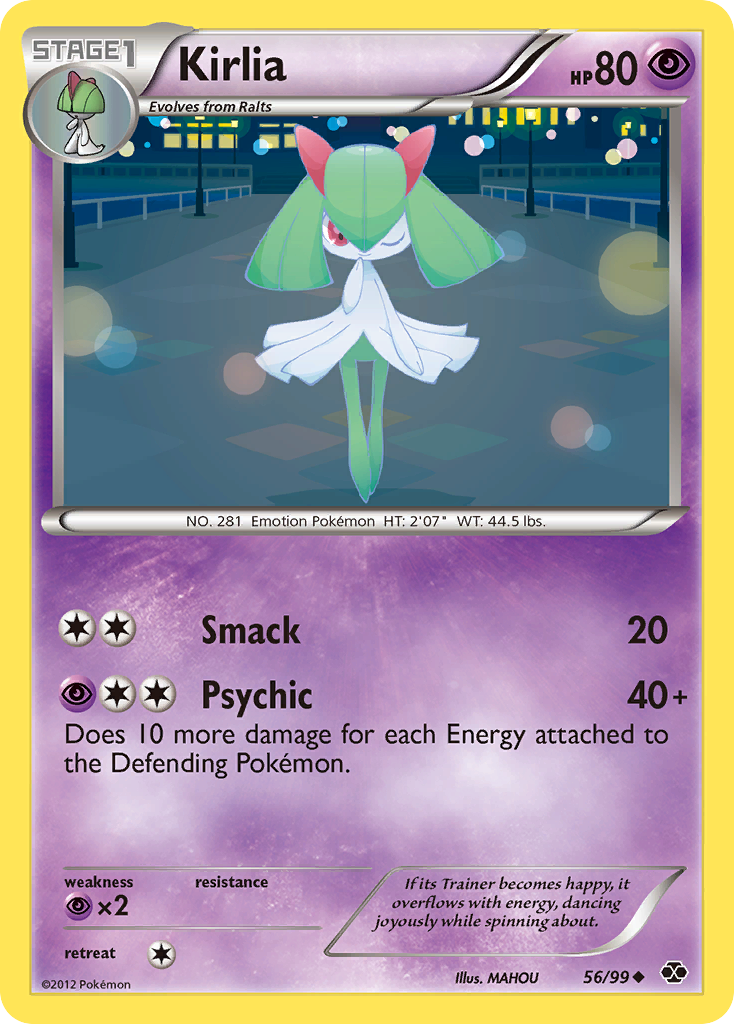 STAGE1
Kirlia
HP80
Evolves from Ralts
NO. 281 Emotion Pokémon HT: 2'07" WT: 44.5 lbs.
Smack 20
Psychic 40+
Does 10 more damage for each Energy attached to
the Defending Pokémon.
weakness
resistance
×2
retreat
If its Trainer becomes happy, it
overflows with energy, dancing
joyously while spinning about.
©2012 Pokémon
Illus. MAHOU
56/99